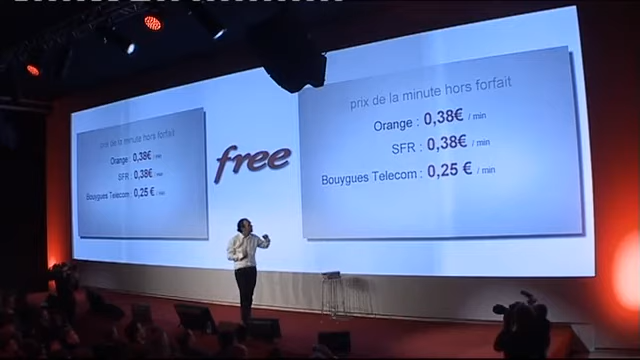 prix de la minute hors forfait
Orange : 0,38€ / min
SFR : 0,38€ / min
Bouygues Telecom : 0,25 € / min
free
prix de la minute hors forfait
Orange : 0,38€ / min
SFR : 0,38€ / min
Bouygues Telecom : 0,25 € / min